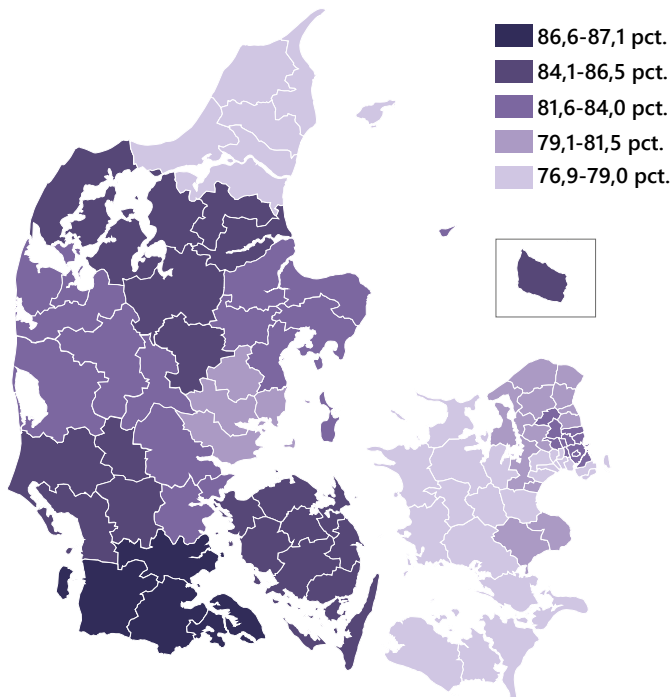 86,6-87,1 pct.
84,1-86,5 pct.
81,6-84,0 pct.
79,1-81,5 pct.
76,9-79,0 pct.